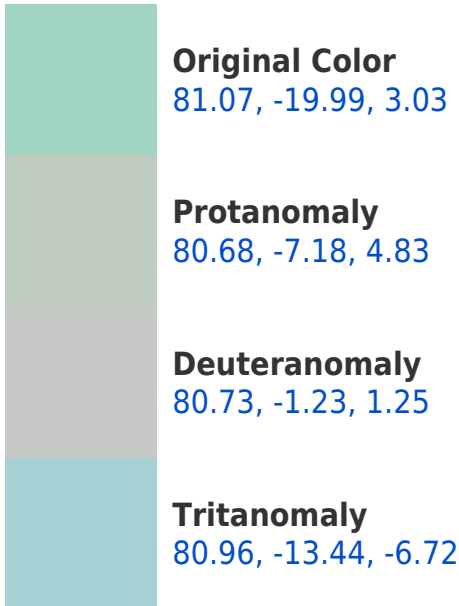 Original Color
81.07, -19.99, 3.03
Protanomaly
80.68, -7.18, 4.83
Deuteranomaly
80.73, -1.23, 1.25
Tritanomaly
80.96, -13.44, -6.72